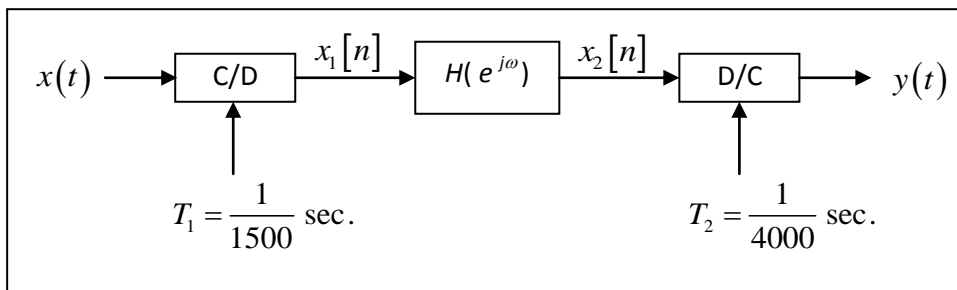 x(t) C/D x₁[n] H( e^{jω}) x₂[n] D/C y(t)
T₁ = 1/1500 sec. T₂ = 1/4000 sec.